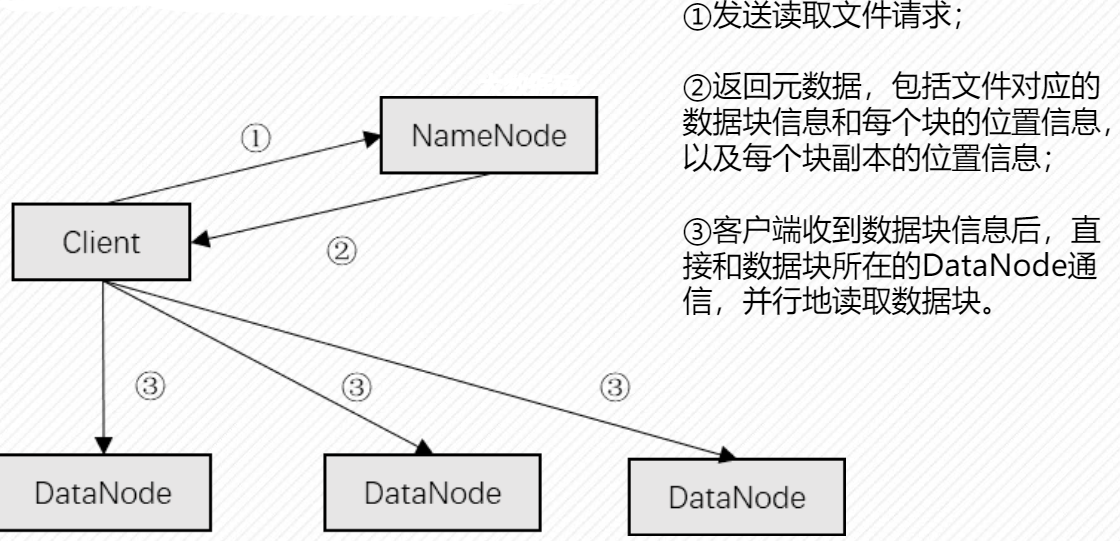 ①发送读取文件请求；
②返回元数据，包括文件对应的
数据块信息和每个块的位置信息，
以及每个块副本的位置信息；
③客户端收到数据块信息后，直
接和数据块所在的DataNode通
信，并行地读取数据块。
①
NameNode
Client
②
③
③
③
DataNode
DataNode
DataNode